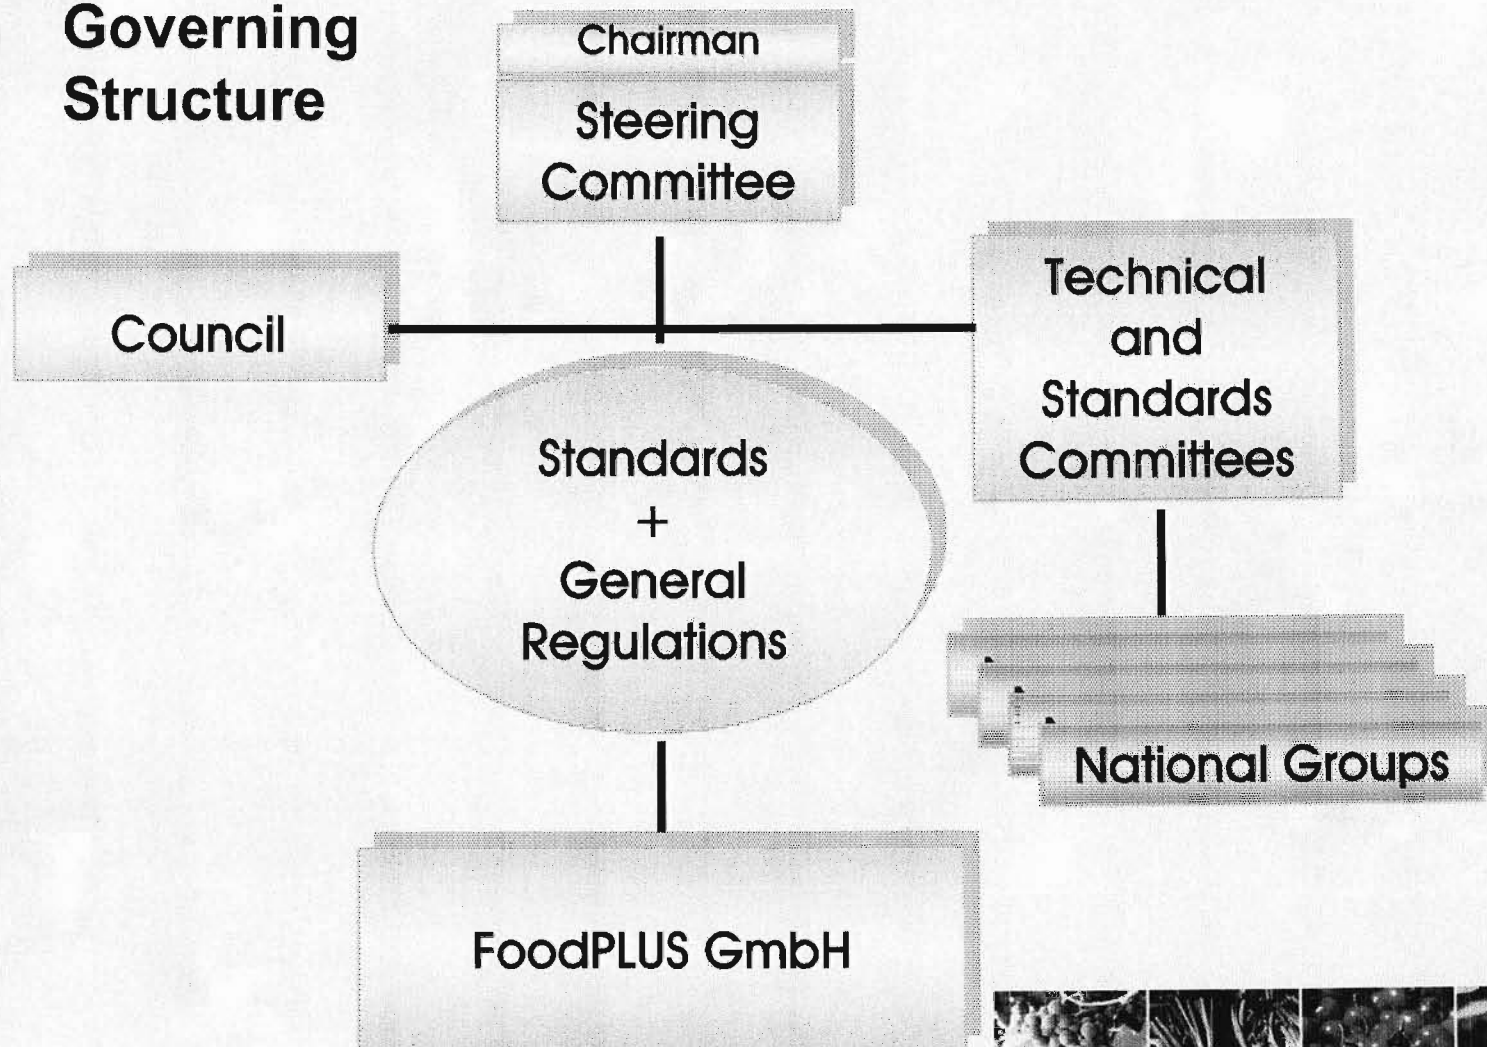 Governing
Structure
Chairman
Steering
Committee
Council
Technical
and
Standards
Committees
Standards
+
General
Regulations
National Groups
FoodPLUS GmbH